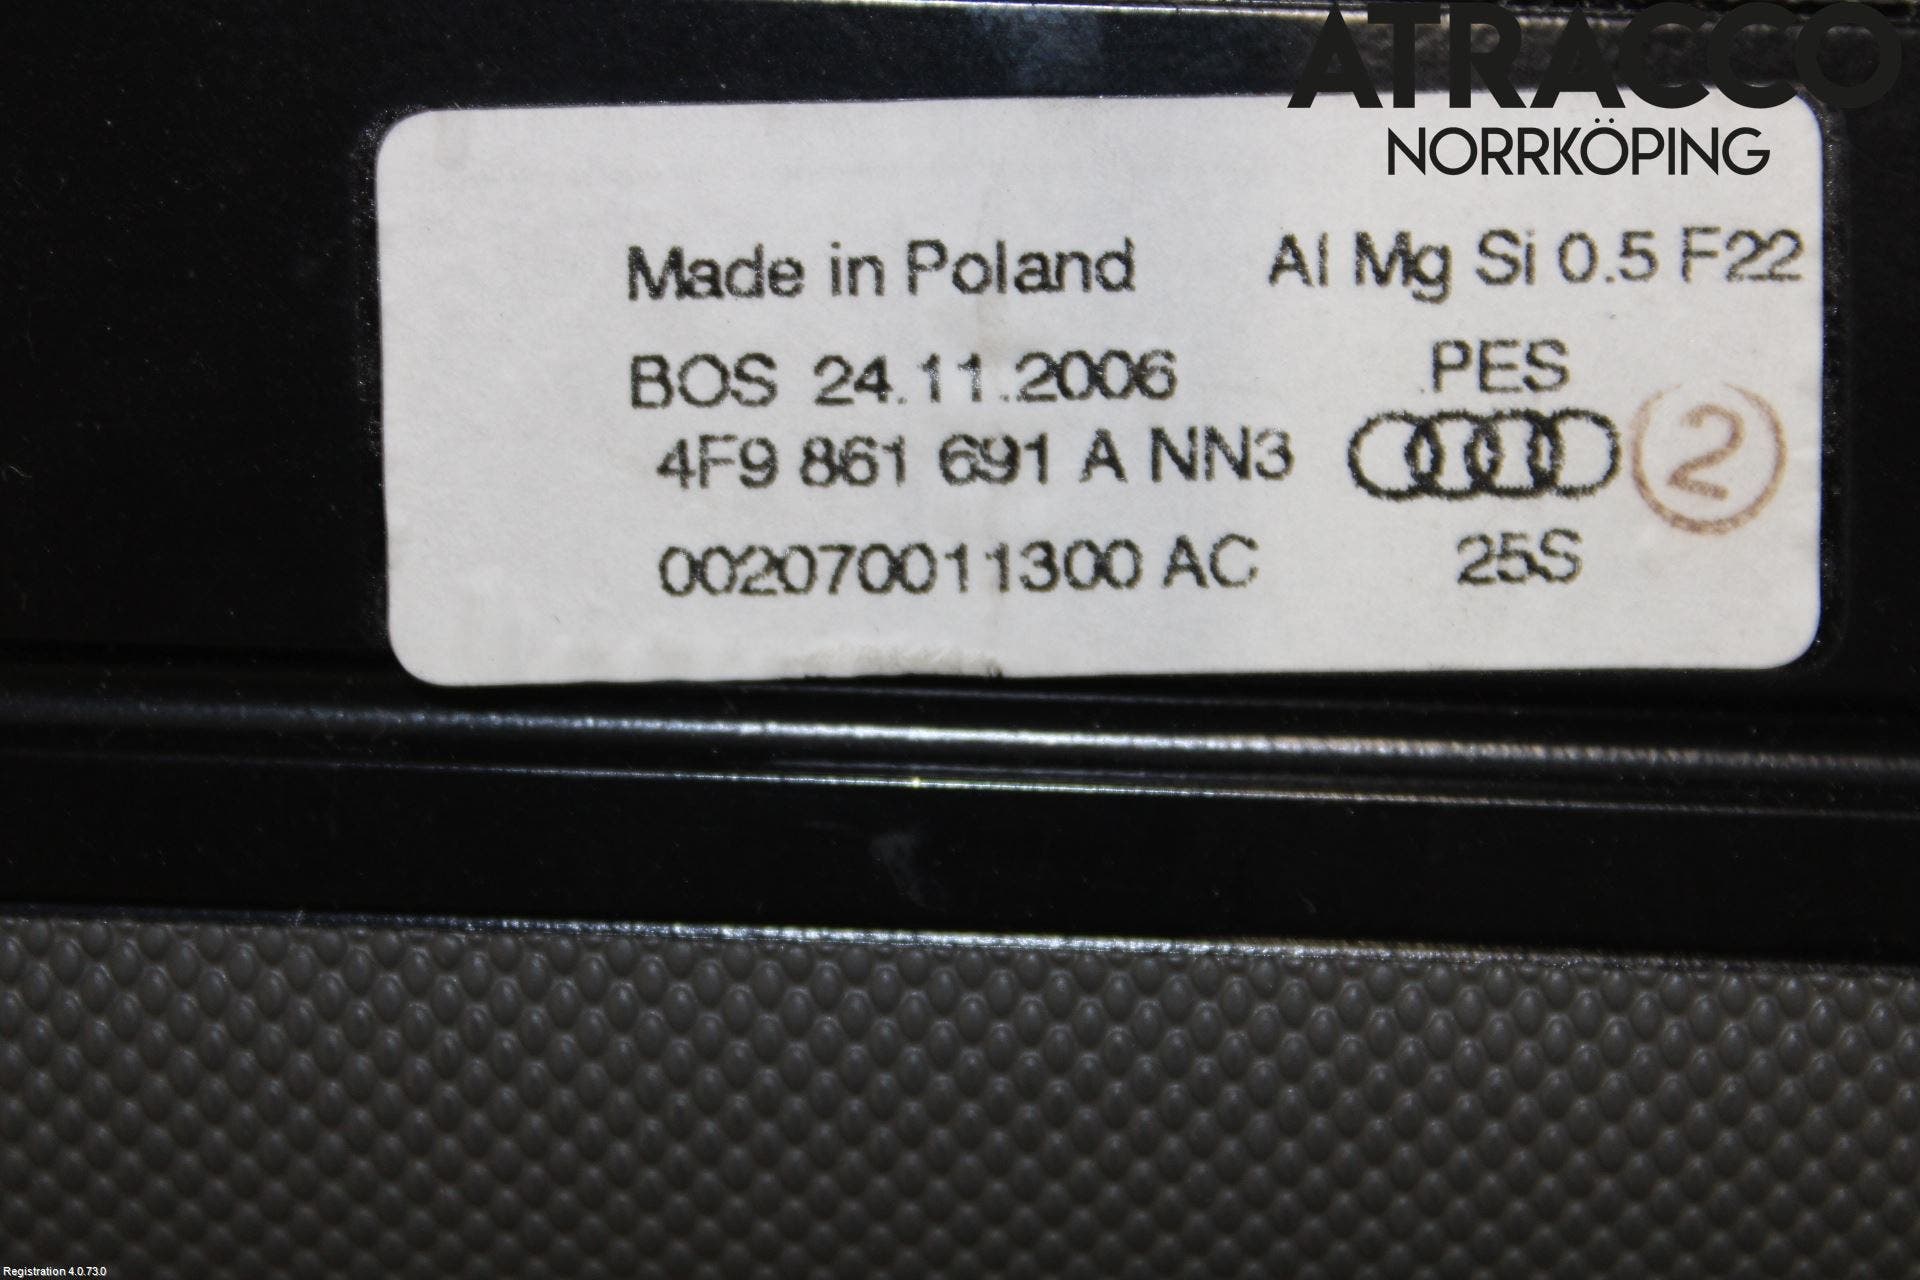 ATRACCO
NORRKÖPING
Made in Poland Al Mg Si 0.5 F22
BOS 24.11.2006 PES
4F9 861 691 A NN3 2
002070011300 AC 25S
Registration 4.0.73.0